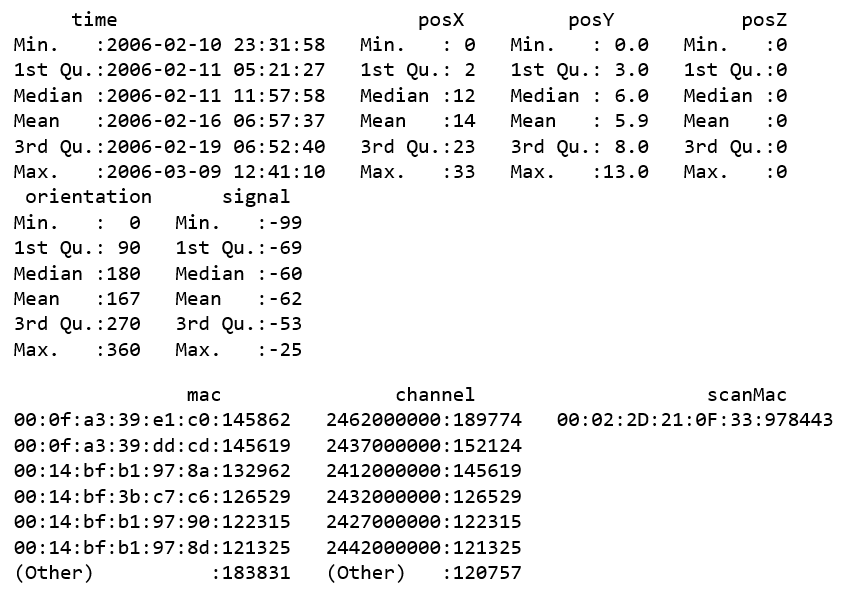 time posX posY posZ
Min. :2006-02-10 23:31:58 Min. : 0 Min. : 0.0 Min. :0
1st Qu.:2006-02-11 05:21:27 1st Qu.: 2 1st Qu.: 3.0 1st Qu.:0
Median :2006-02-11 11:57:58 Median :12 Median : 6.0 Median :0
Mean :2006-02-16 06:57:37 Mean :14 Mean : 5.9 Mean :0
3rd Qu.:2006-02-19 06:52:40 3rd Qu.:23 3rd Qu.: 8.0 3rd Qu.:0
Max. :2006-03-09 12:41:10 Max. :33 Max. :13.0 Max. :0
orientation signal
Min. : 0 Min. :-99
1st Qu.: 90 1st Qu.:-69
Median :180 Median :-60
Mean :167 Mean :-62
3rd Qu.:270 3rd Qu.:-53
Max. :360 Max. :-25
mac channel scanMac
00:0f:a3:39:e1:c0:145862 2462000000:189774 00:02:2D:21:0F:33:978443
00:0f:a3:39:dd:cd:145619 2437000000:152124
00:14:bf:b1:97:8a:132962 2412000000:145619
00:14:bf:3b:c7:c6:126529 2432000000:126529
00:14:bf:b1:97:90:122315 2427000000:122315
00:14:bf:b1:97:8d:121325 2442000000:121325
(Other) :183831 (Other) :120757